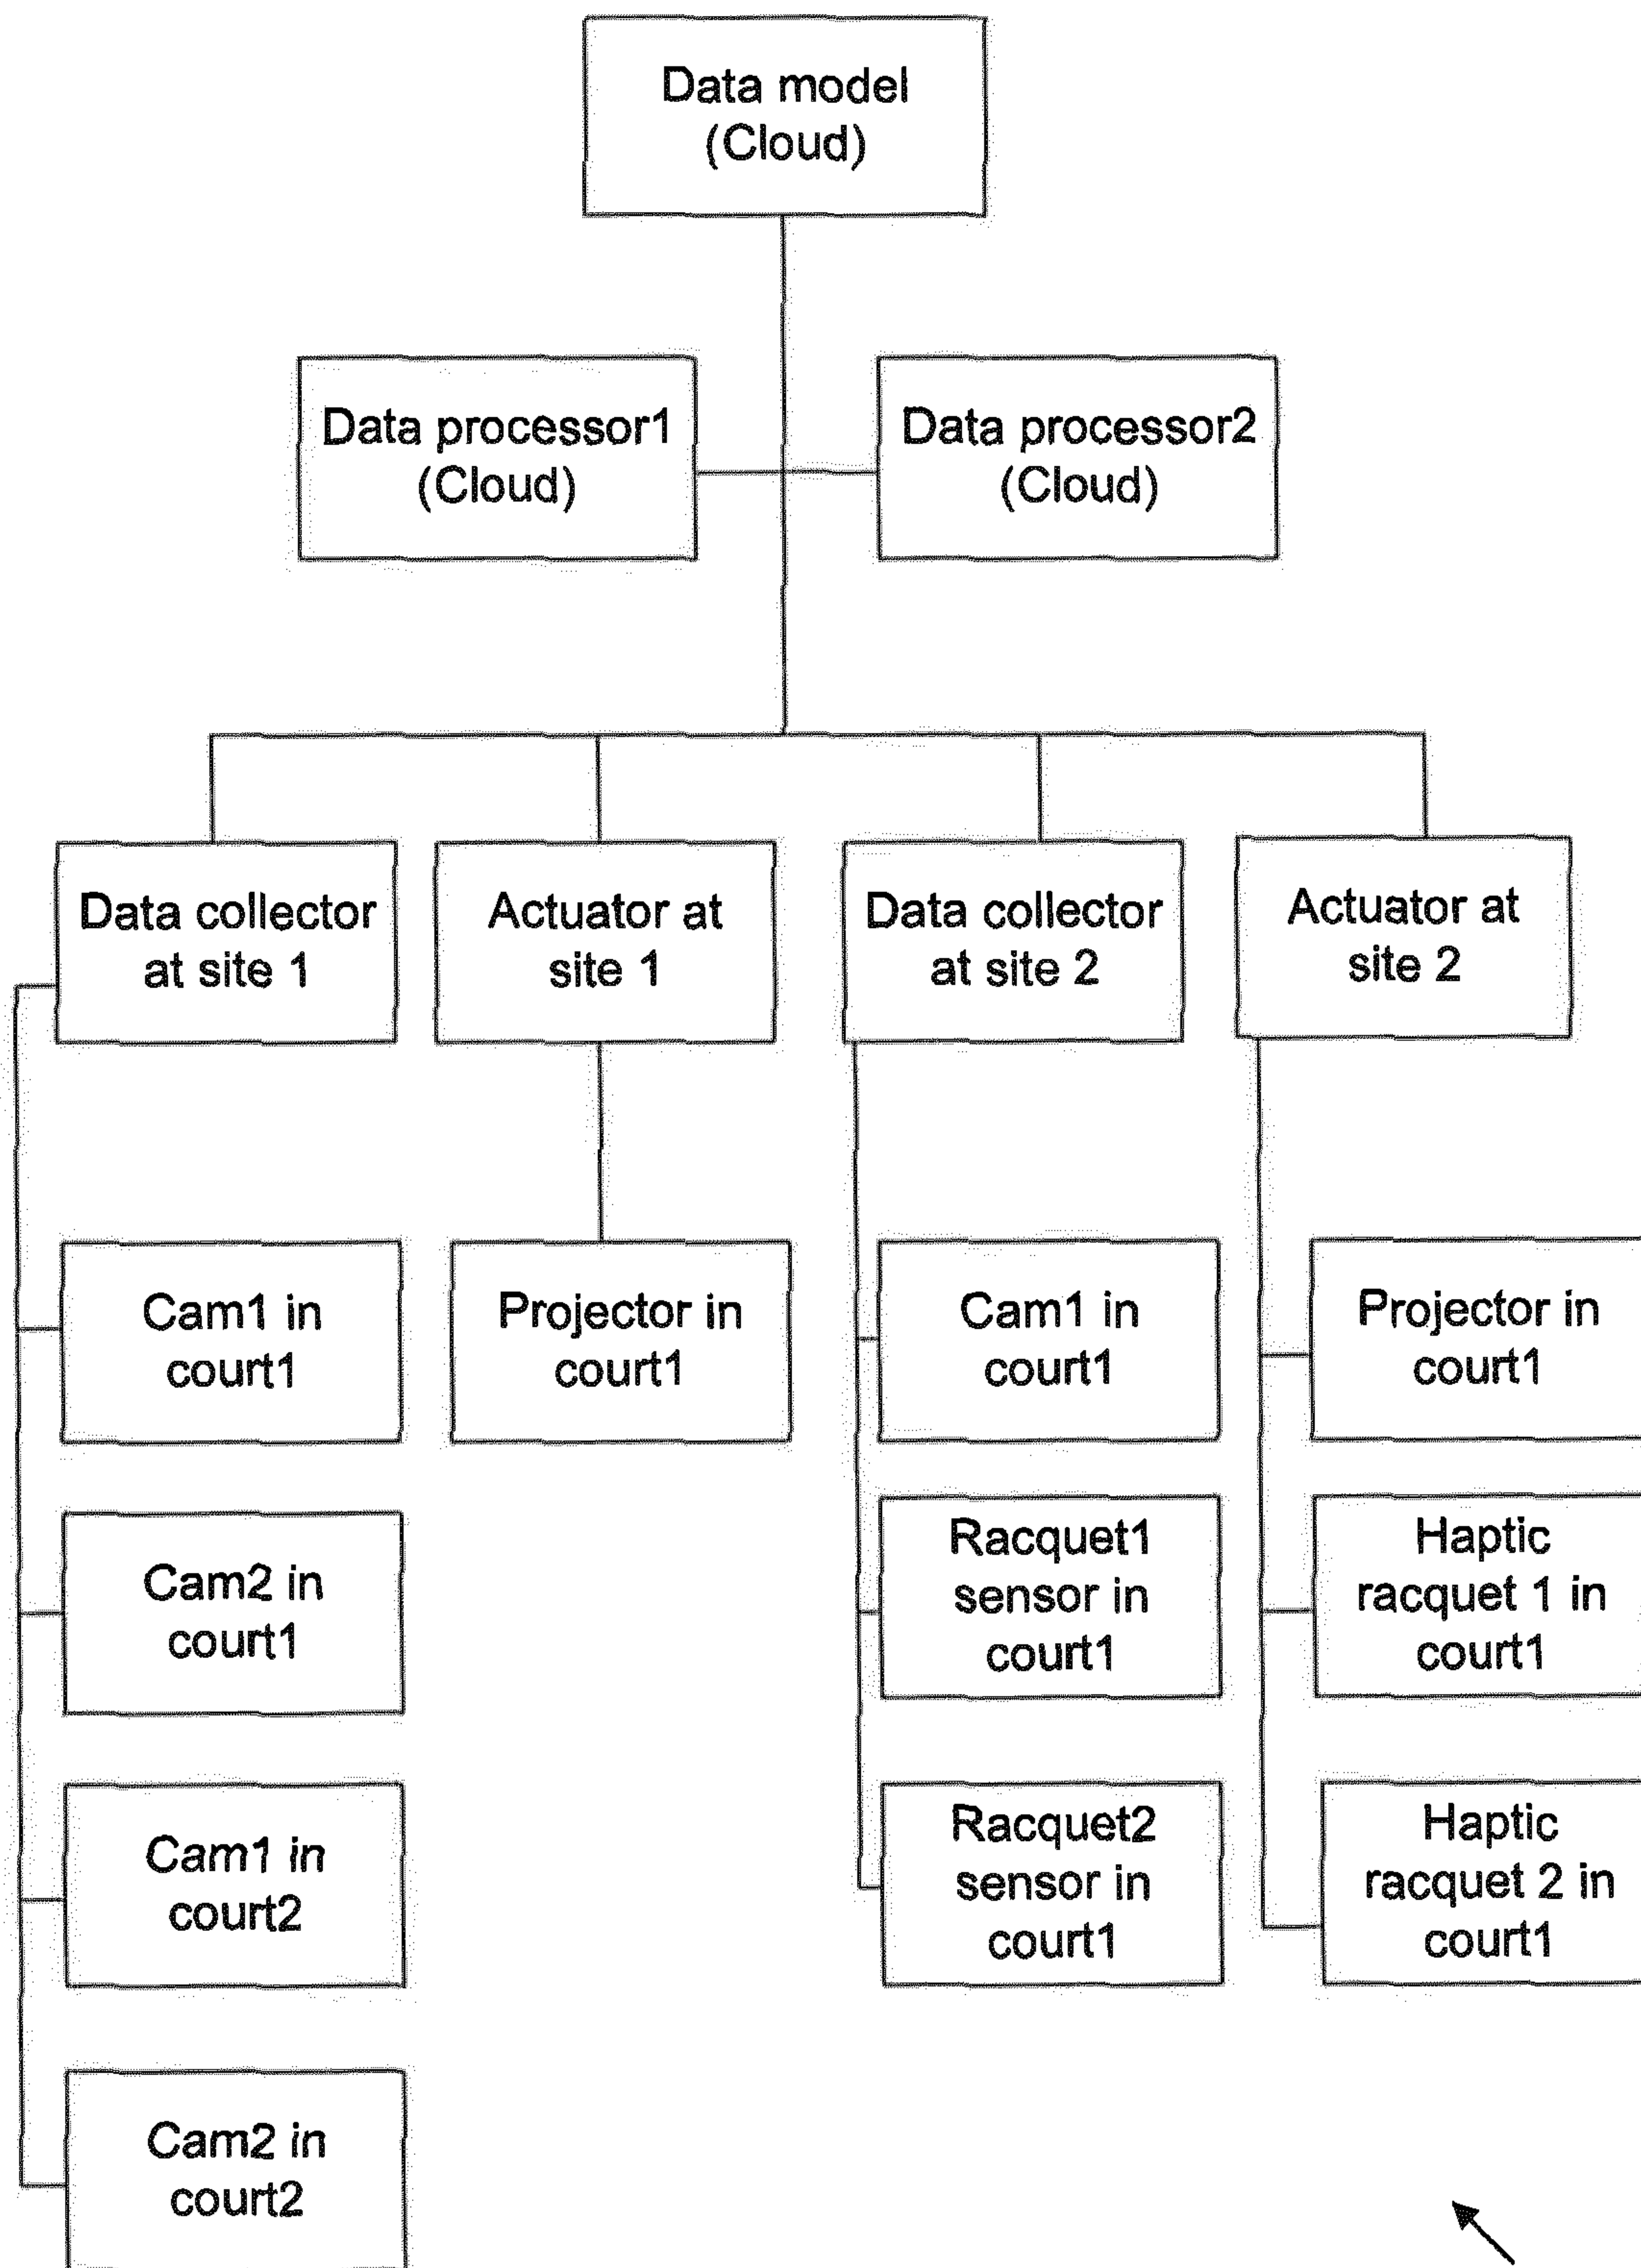 Data model
(Cloud)
Data processor1
(Cloud)
Data processor2
(Cloud)
Data collector
at site 1
Actuator at
site 1
Data collector
at site 2
Actuator at
site 2
Cam1 in
court1
Projector in
court1
Cam1 in
court1
Projector in
court1
Cam2 in
court1
Racquet1
sensor in
court1
Haptic
racquet 1 in
court1
Cam1 in
court2
Racquet2
sensor in
court1
Haptic
racquet 2 in
court1
Cam2 in
court2